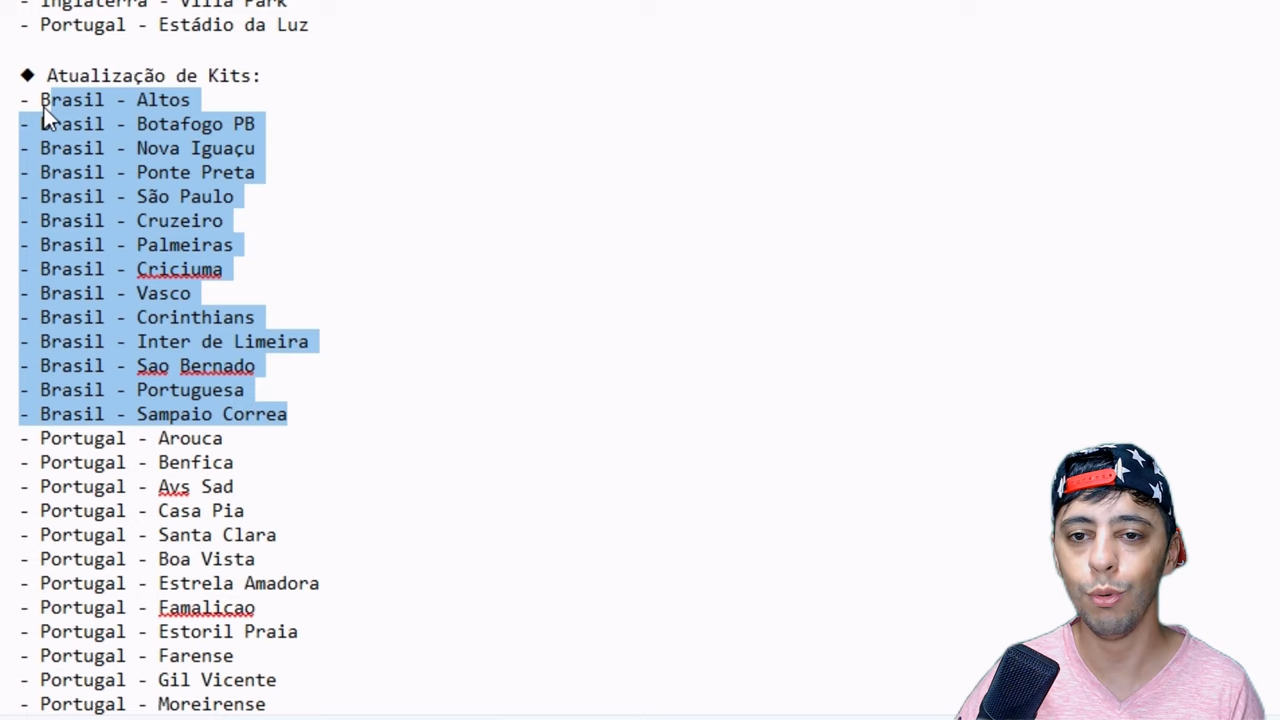 - Inglaterra - Villa Park
- Portugal - Estádio da Luz
◆ Atualização de Kits:
- Brasil - Altos
- Brasil - Botafogo PB
- Brasil - Nova Iguaçu
- Brasil - Ponte Preta
- Brasil - São Paulo
- Brasil - Cruzeiro
- Brasil - Palmeiras
- Brasil - Criciuma
- Brasil - Vasco
- Brasil - Corinthians
- Brasil - Inter de Limeira
- Brasil - Sao Bernado
- Brasil - Portuguesa
- Brasil - Sampaio Correa
- Portugal - Arouca
- Portugal - Benfica
- Portugal - Avs Sad
- Portugal - Casa Pia
- Portugal - Santa Clara
- Portugal - Boa Vista
- Portugal - Estrela Amadora
- Portugal - Famalicao
- Portugal - Estoril Praia
- Portugal - Farense
- Portugal - Gil Vicente
- Portugal - Moreirense